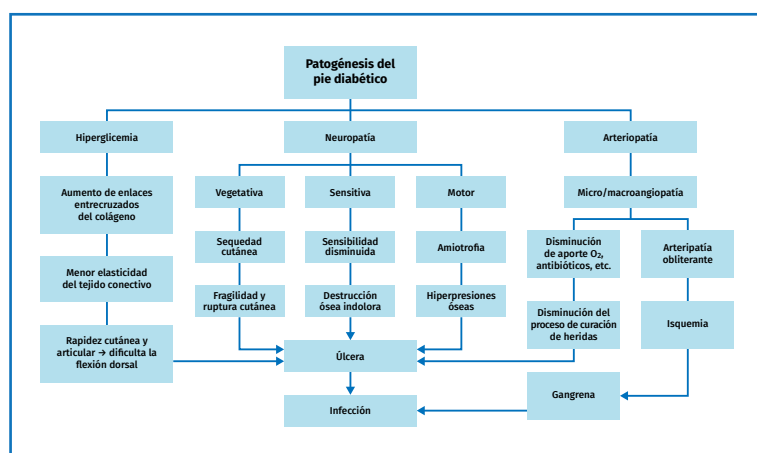 Patogénesis del
pie diabético
Hiperglicemia
Neuropatía
Arteriopatía
Aumento de enlaces
entrecruzados
del colágeno
Vegetativa
Sensitiva
Motor
Micro/macroangiopatía
Sequedad
cutánea
Sensibilidad
disminuida
Amiotrofia
Disminución
de aporte O₂,
antibióticos, etc.
Arteripatía
obliterante
Menor elasticidad
del tejido conectivo
Fragilidad y
ruptura cutánea
Destrucción
ósea indolora
Hiperpresiones
óseas
Disminución del
proceso de curación
de heridas
Isquemia
Rapidez cutánea y
articular → dificulta la
flexión dorsal
Úlcera
Gangrena
Infección